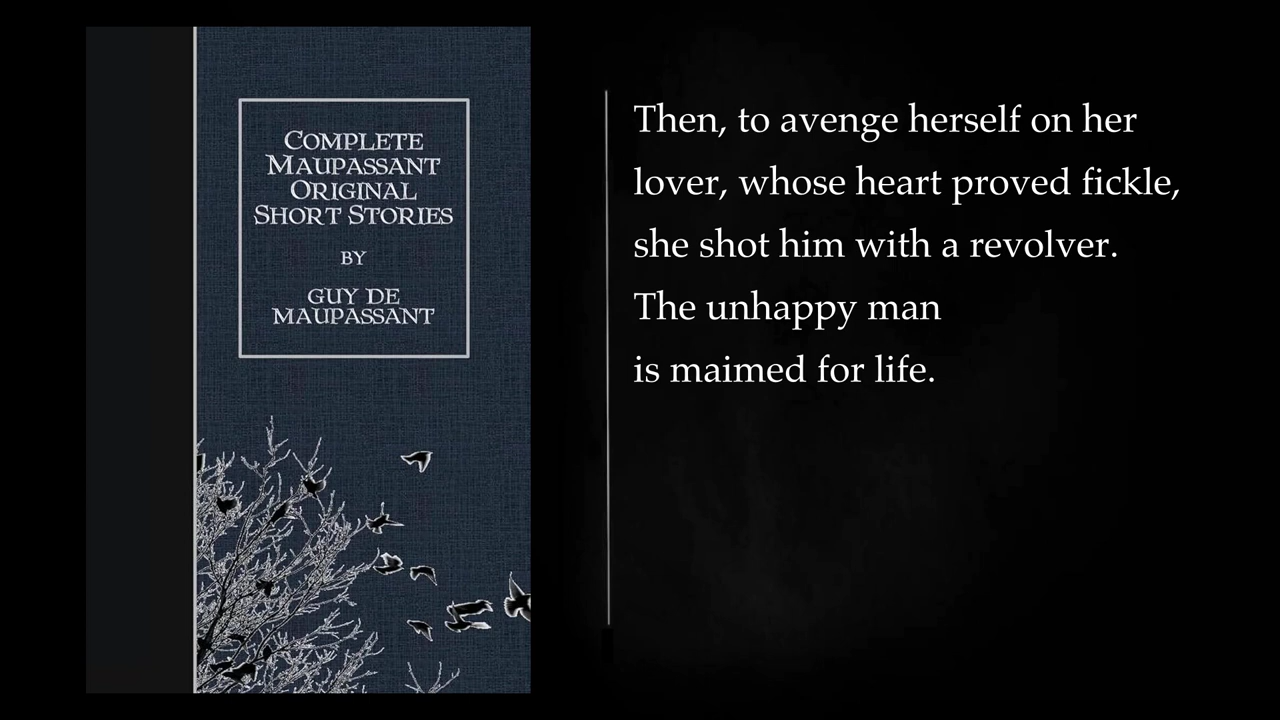 COMPLETE
MAUPASSANT
ORIGINAL
SHORT STORIES
BY
GUY DE
MAUPASSANT
Then, to avenge herself on her
lover, whose heart proved fickle,
she shot him with a revolver.
The unhappy man
is maimed for life.